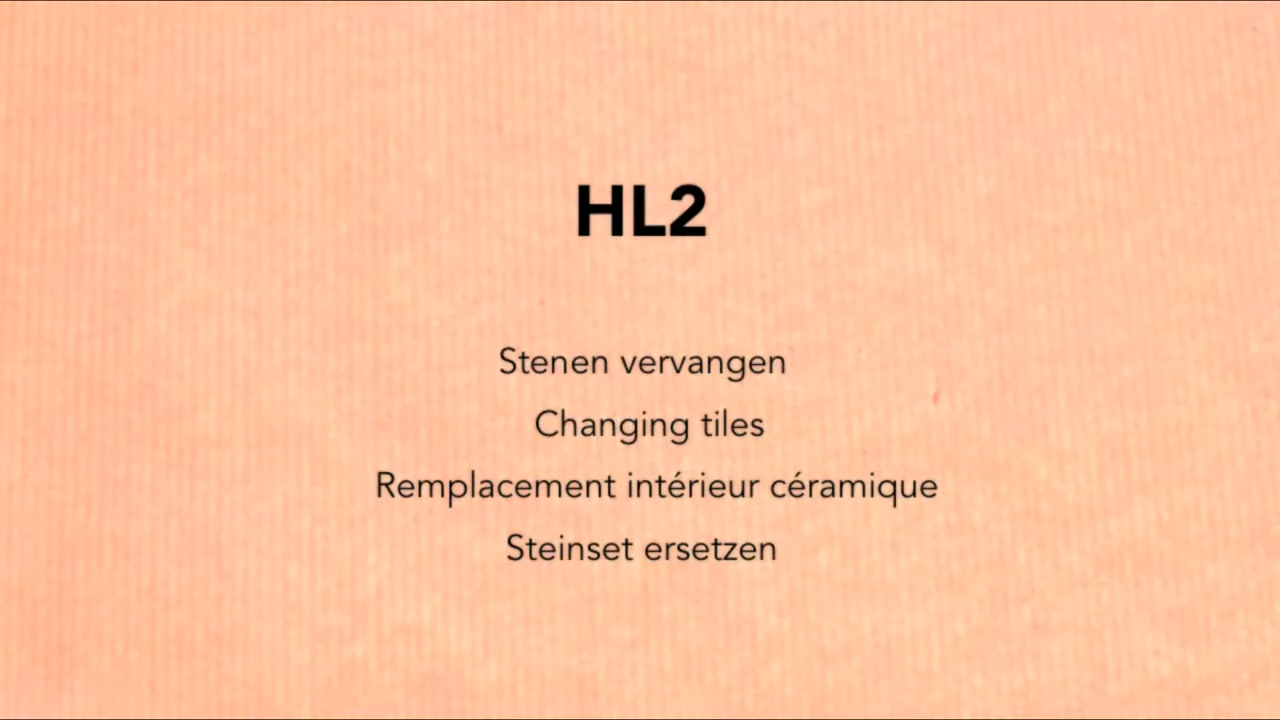 HL2
Stenen vervangen
Changing tiles
Remplacement intérieur céramique
Steinset ersetzen